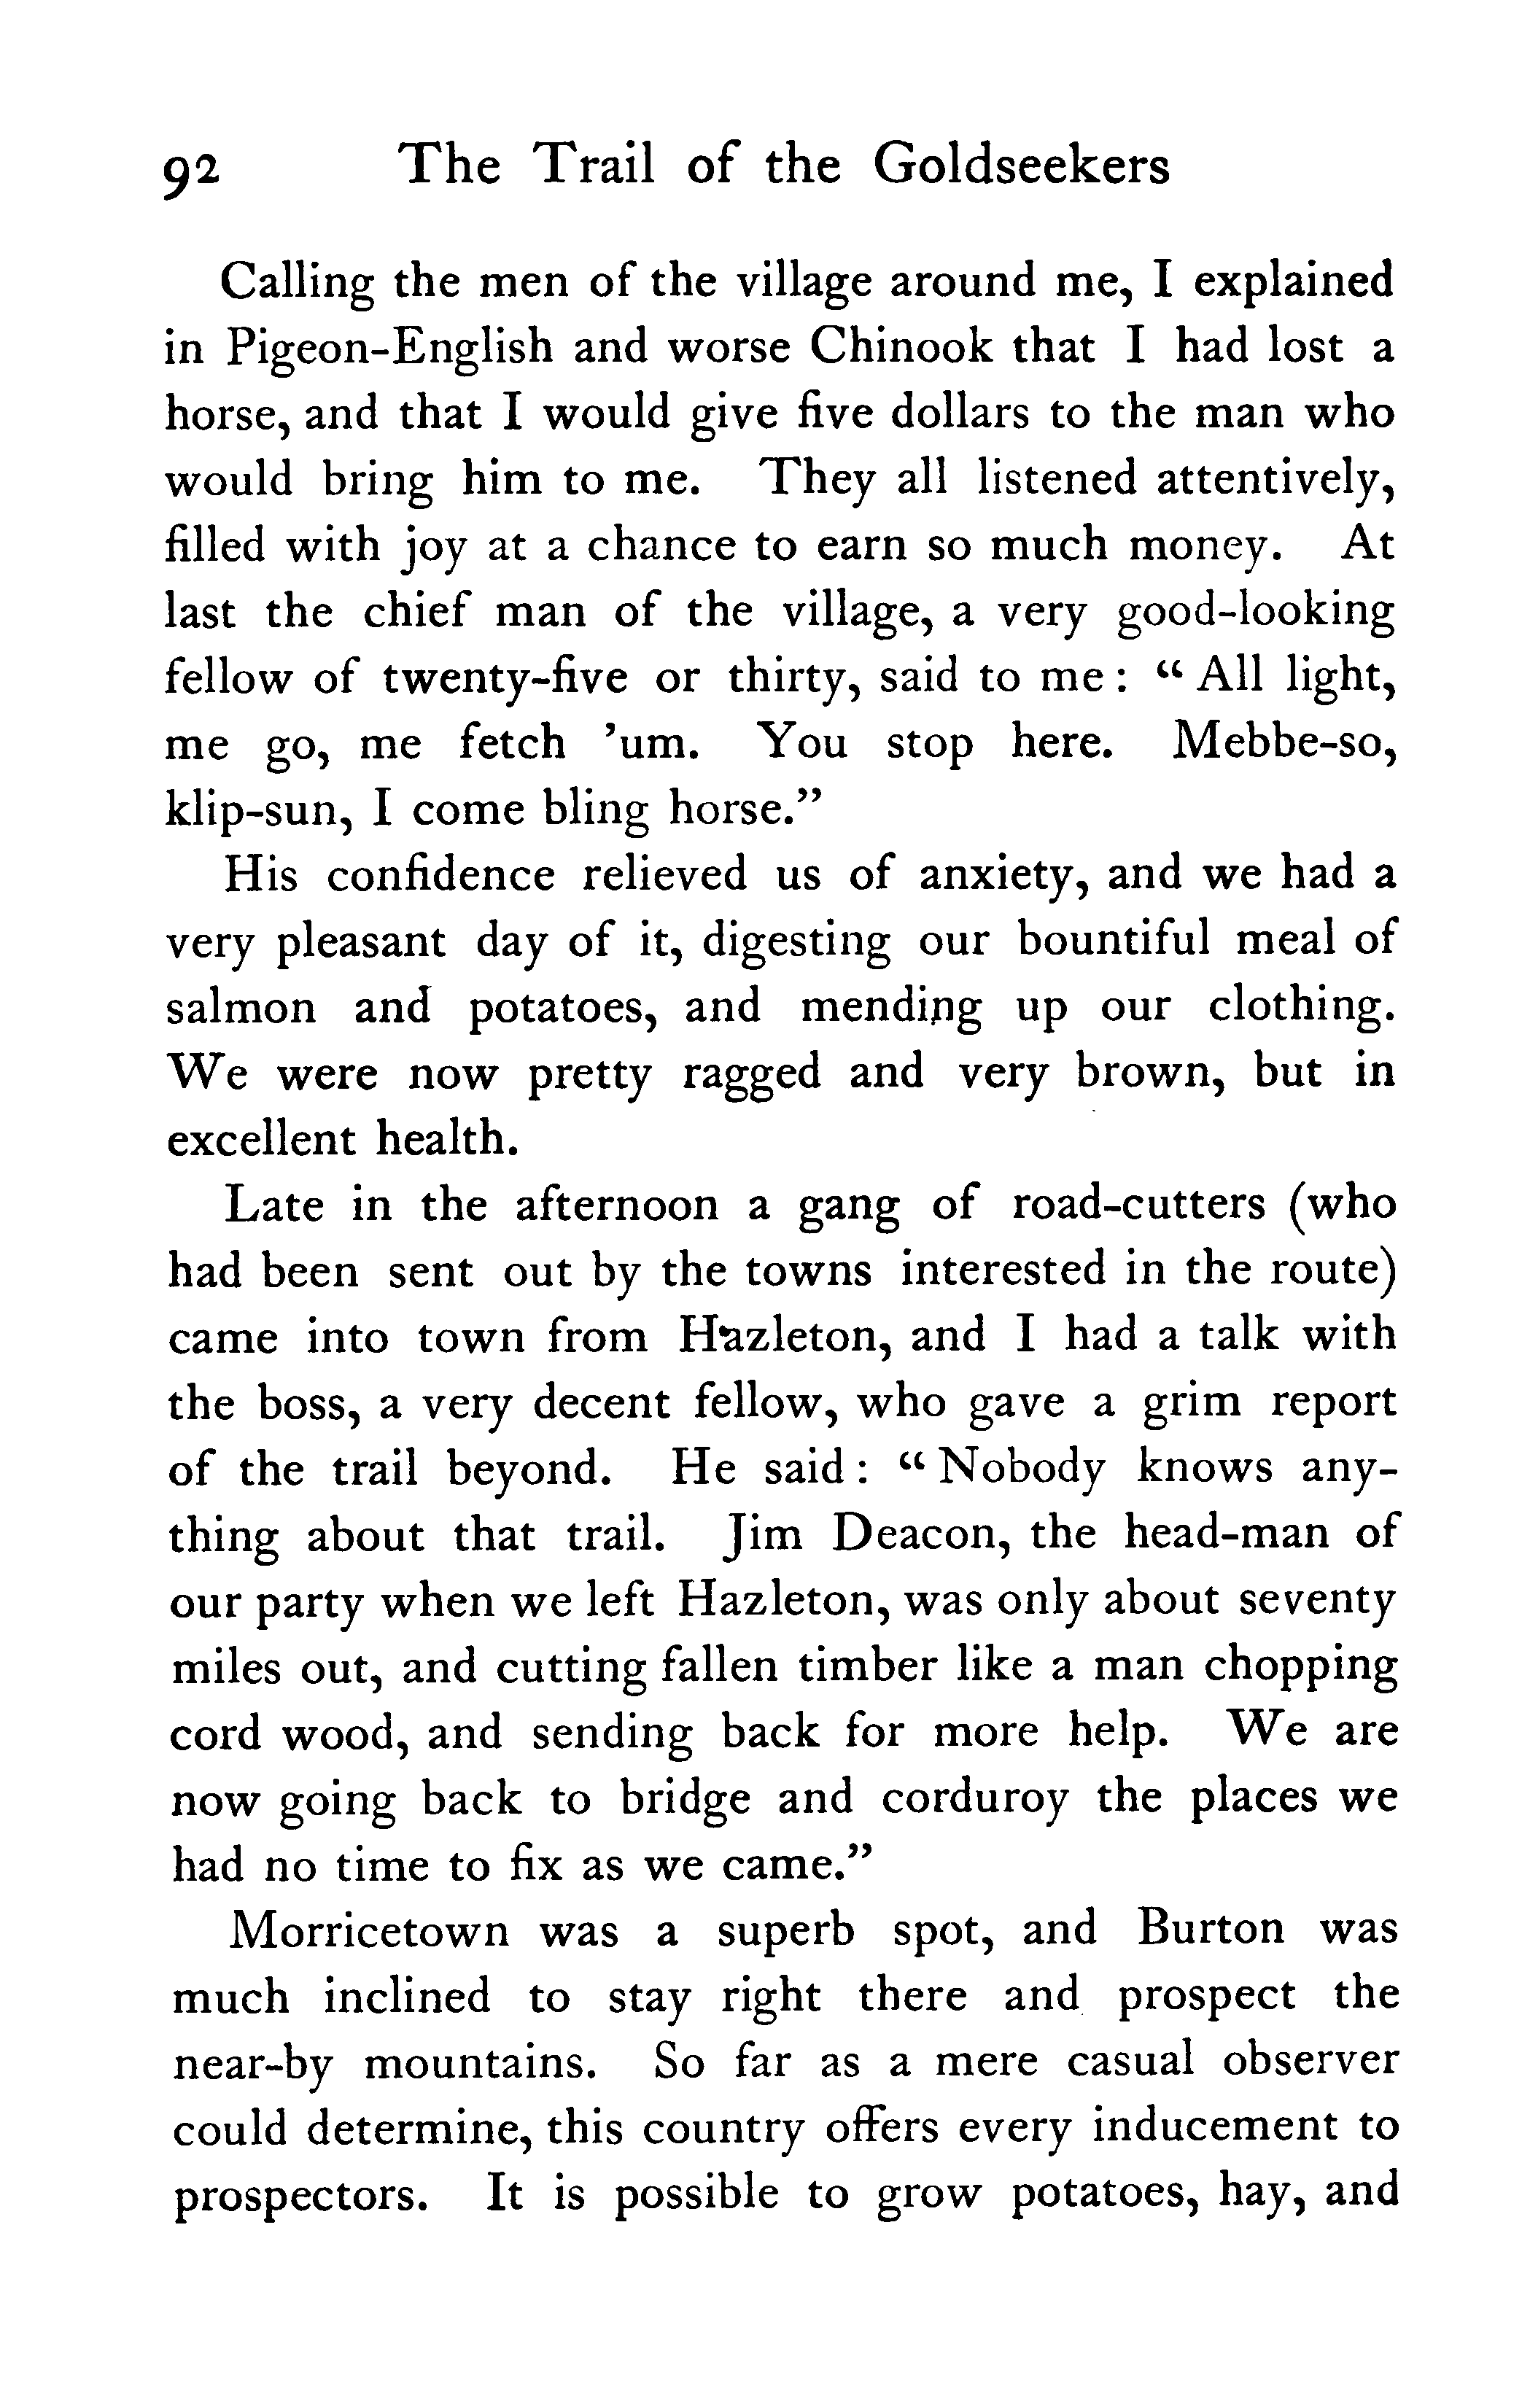 92 The Trail of the Goldseekers
Calling the men of the village around me, I explained
in Pigeon-English and worse Chinook that I had lost a
horse, and that I would give five dollars to the man who
would bring him to me. They all listened attentively,
filled with joy at a chance to earn so much money. At
last the chief man of the village, a very good-looking
fellow of twenty-five or thirty, said to me: “All light,
me go, me fetch ’um. You stop here. Mebbe-so,
klip-sun, I come bling horse.”
His confidence relieved us of anxiety, and we had a
very pleasant day of it, digesting our bountiful meal of
salmon and potatoes, and mending up our clothing.
We were now pretty ragged and very brown, but in
excellent health.
Late in the afternoon a gang of road-cutters (who
had been sent out by the towns interested in the route)
came into town from Hazleton, and I had a talk with
the boss, a very decent fellow, who gave a grim report
of the trail beyond. He said: “Nobody knows any-
thing about that trail. Jim Deacon, the head-man of
our party when we left Hazleton, was only about seventy
miles out, and cutting fallen timber like a man chopping
cord wood, and sending back for more help. We are
now going back to bridge and corduroy the places we
had no time to fix as we came.”
Morricetown was a superb spot, and Burton was
much inclined to stay right there and prospect the
near-by mountains. So far as a mere casual observer
could determine, this country offers every inducement to
prospectors. It is possible to grow potatoes, hay, and